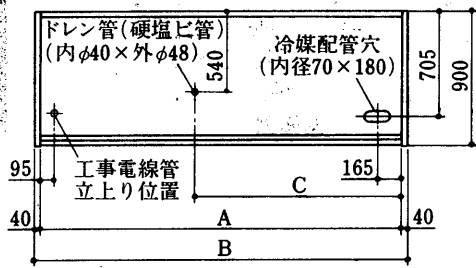 ドレン管(硬塩ビ管)
(内φ40×外φ48)
540
冷媒配管穴
(内径70×180)
705
900
95
工事電線管
立上り位置
165
C
40
A
40
B